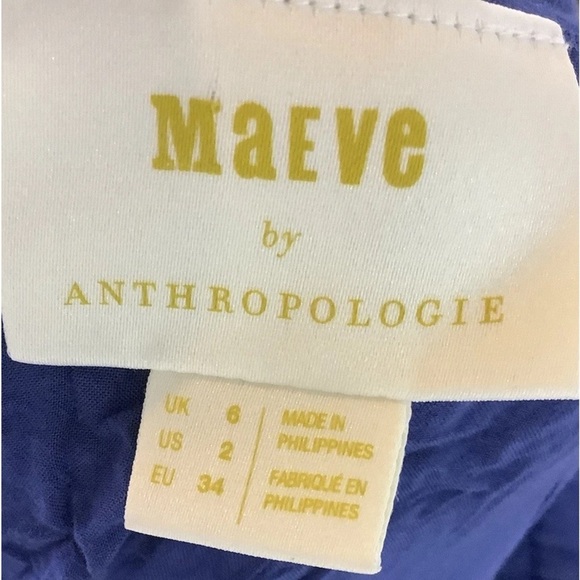 MaEve
by
ANTHROPOLOGIE
UK 6
US 2
EU 34
MADE IN
PHILIPPINES
FABRIQUÉ EN
PHILIPPINES